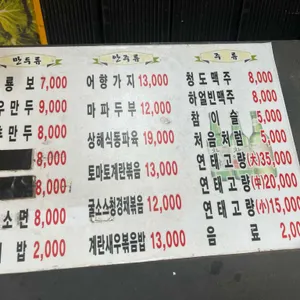 만두류
룡보 7,000
우만두 9,000
만두 8,000
8,000
8,000
소면 8,000
밥 2,000
안주류
어향가지 13,000
마파두부 12,000
상해식동파육 19,000
토마토계란볶음 13,000
굴소스청경채볶음 12,000
계란새우볶음밥 13,000
주류
청도맥주 8,000
하얼빈맥주 8,000
참이슬 5,000
처음처럼 5,000
연태고량(大)35,000
연태고량(中)20,000
연태고량(小)15,000
음료 2,0